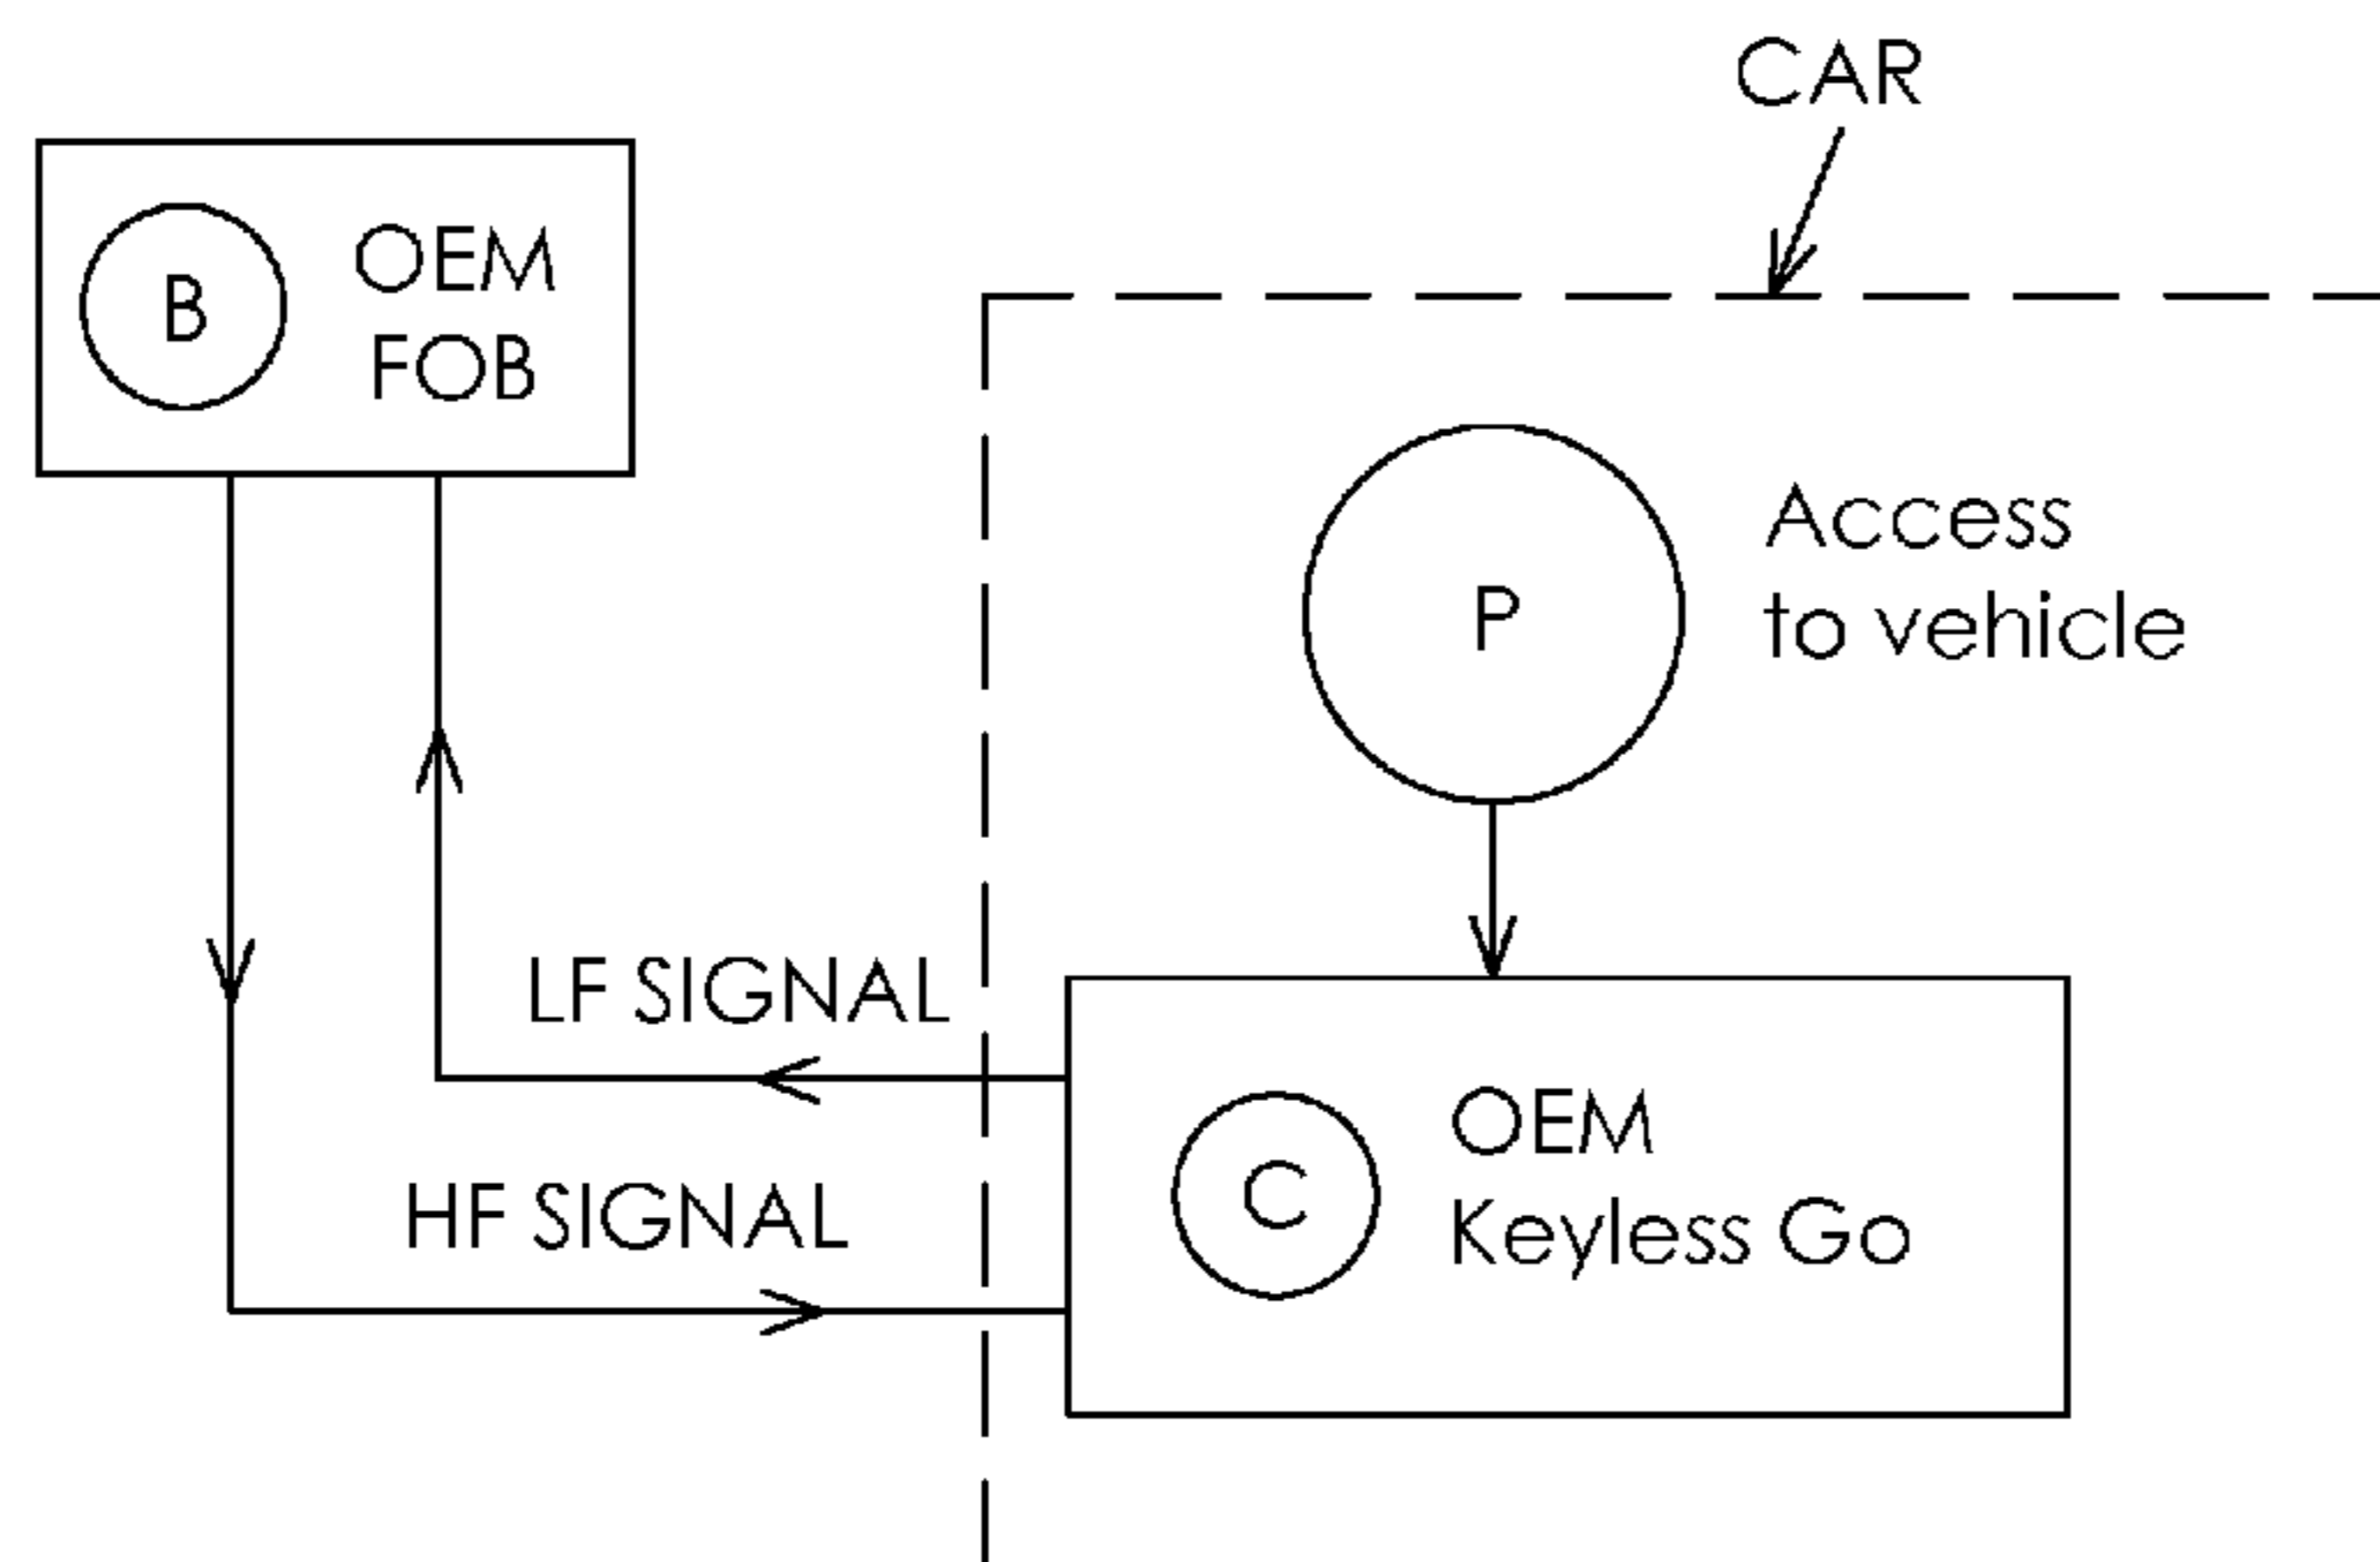 CAR
B
OEM
FOB
P
Access
to vehicle
LF SIGNAL
HF SIGNAL
C
OEM
Keyless Go